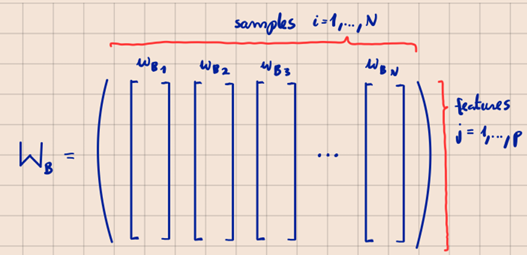 samples i=1,...,N
w_B1 w_B2 w_B3 w_BN
W_B = ...
features
j = 1,...,p